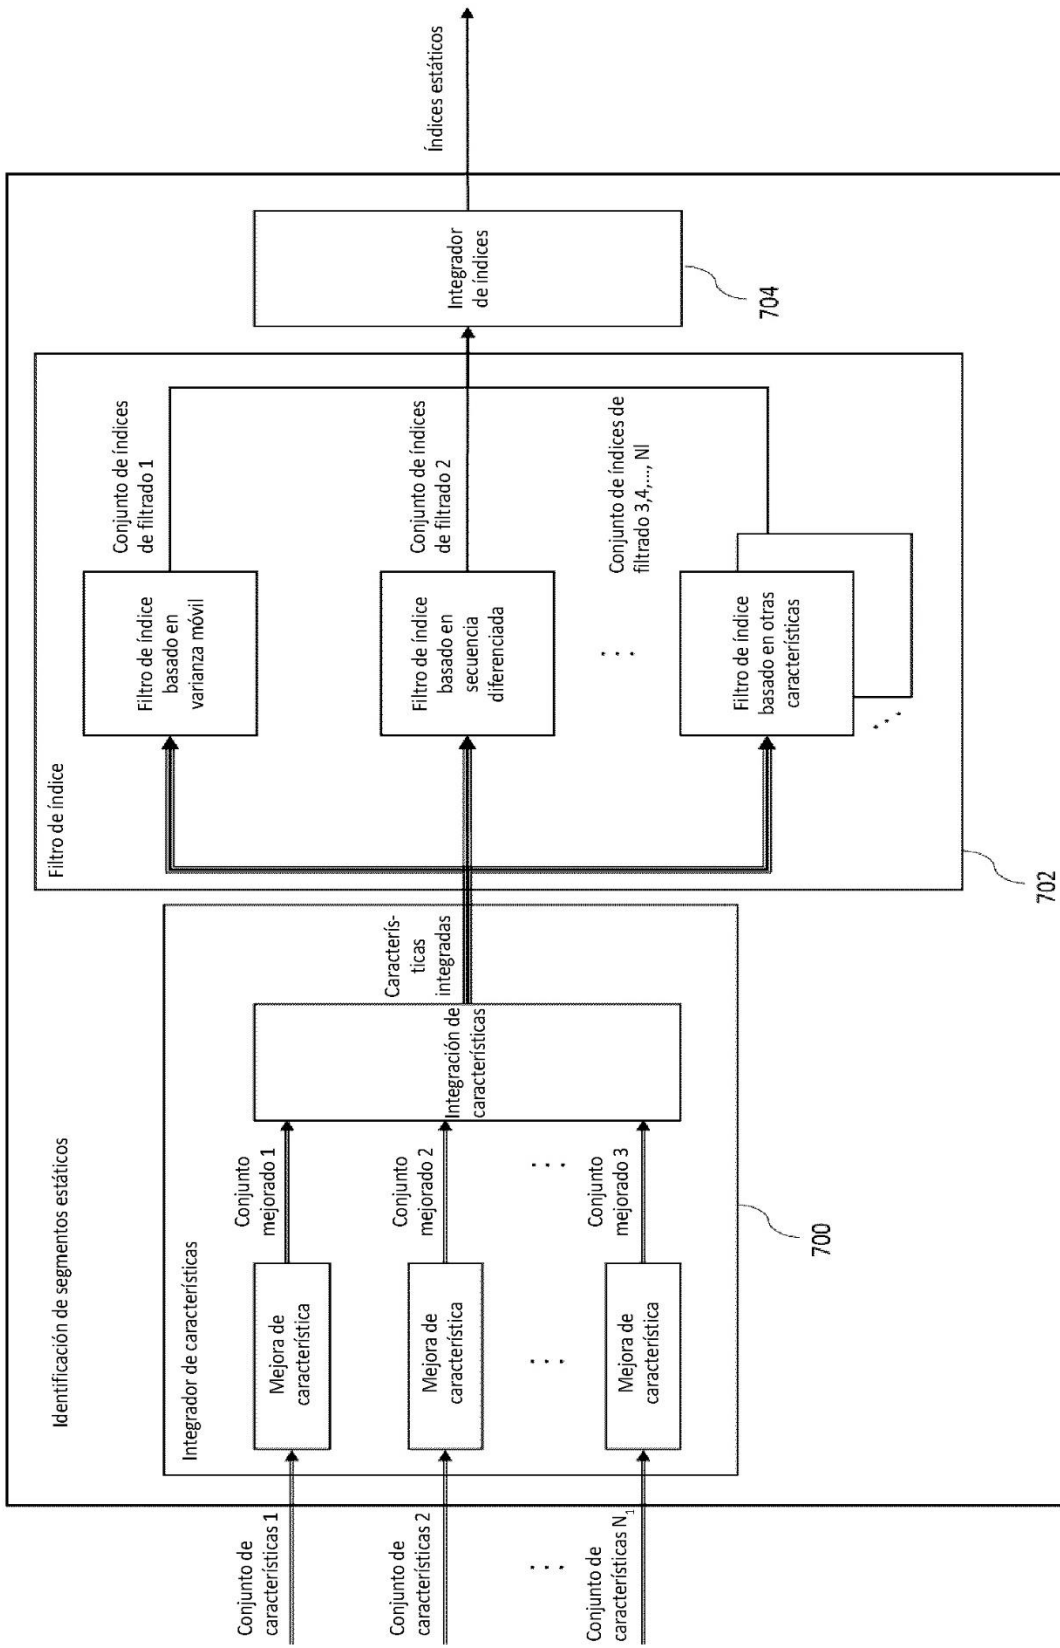 Identificación de segmentos estáticos
Conjunto de
características 1
Conjunto de
características 2
. . .
Conjunto de
características N₁
Integrador de características
Mejora de
característica
Mejora de
característica
. . .
Mejora de
característica
Conjunto
mejorado 1
Conjunto
mejorado 2
. . .
Conjunto
mejorado 3
Integración de
características
Caracterís-
ticas
integradas
700
Filtro de índice
Filtro de índice
basado en
varianza móvil
Filtro de índice
basado en
secuencia
diferenciada
. . .
Filtro de índice
basado en otras
características
. . .
Conjunto de índices
de filtrado 1
Conjunto de índices
de filtrado 2
Conjunto de índices de
filtrado 3,4,..., Nl
702
Integrador
de índices
704
Índices estáticos